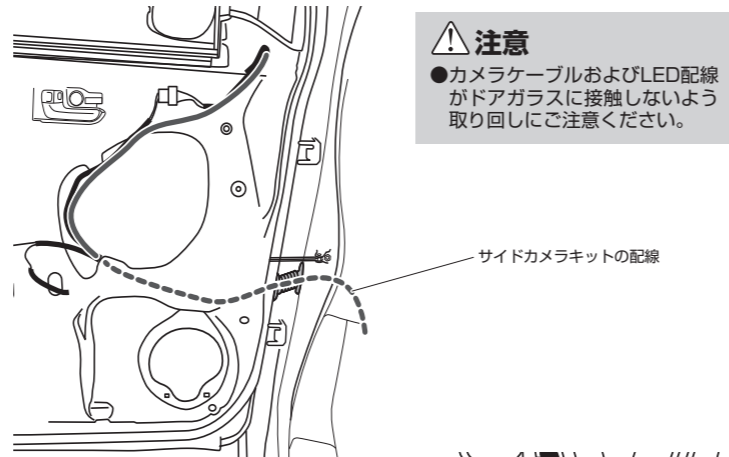 注意
●カメラケーブルおよびLED配線
がドアガラスに接触しないよう
取り回しにご注意ください。
サイドカメラキットの配線